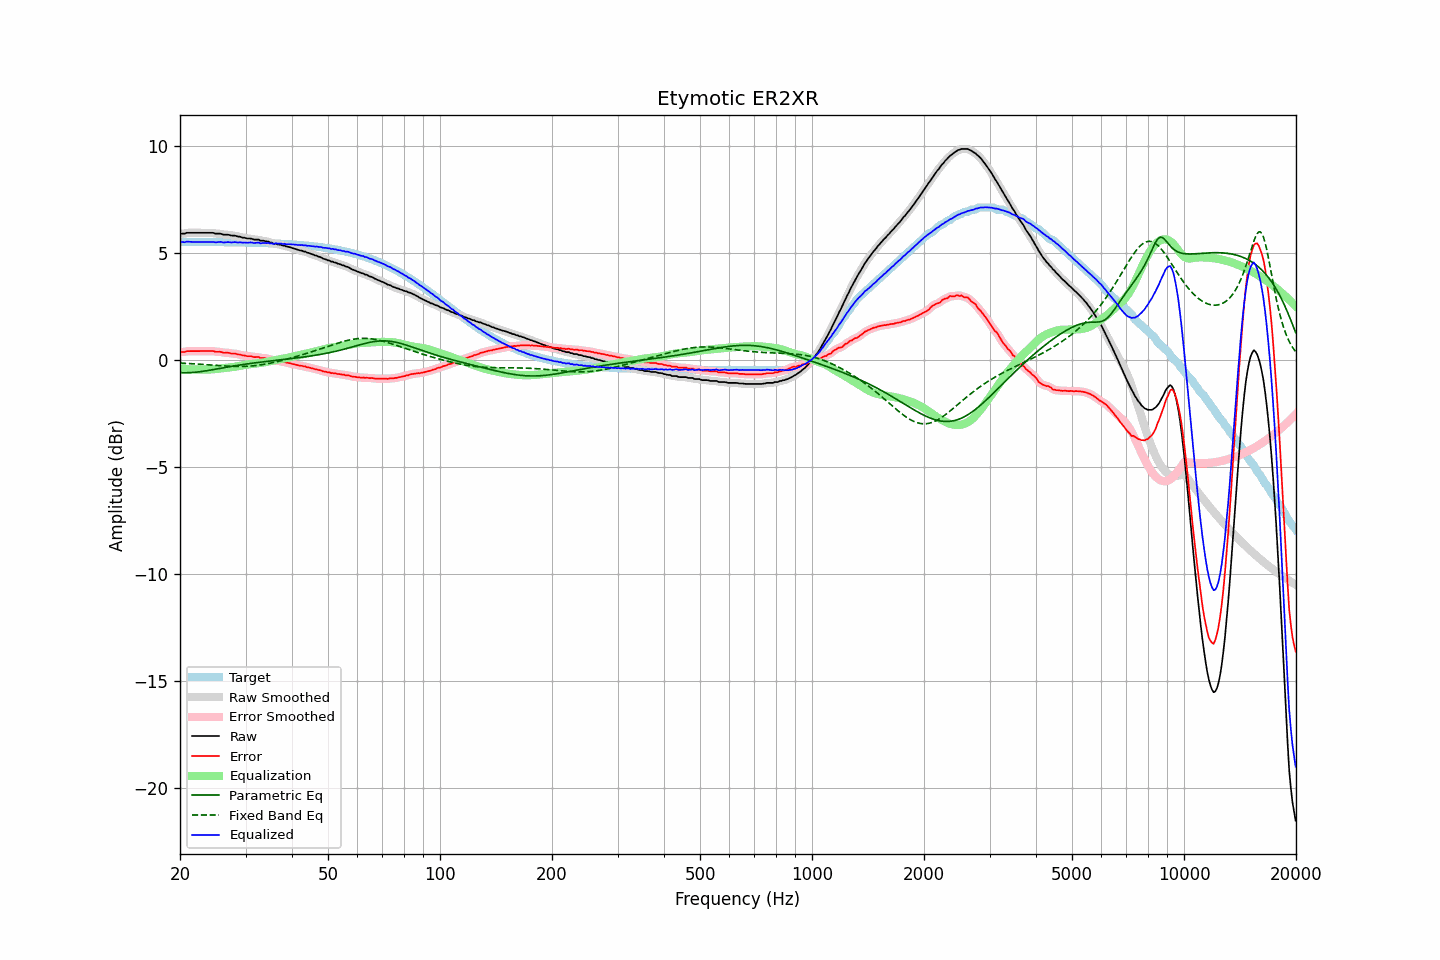 Etymotic ER2XR
10
5
0
−5
−10
−15
−20
Amplitude (dBr)
Target
Raw Smoothed
Error Smoothed
Raw
Error
Equalization
Parametric Eq
Fixed Band Eq
Equalized
20 50 100 200 500 1000 2000 5000 10000 20000
Frequency (Hz)